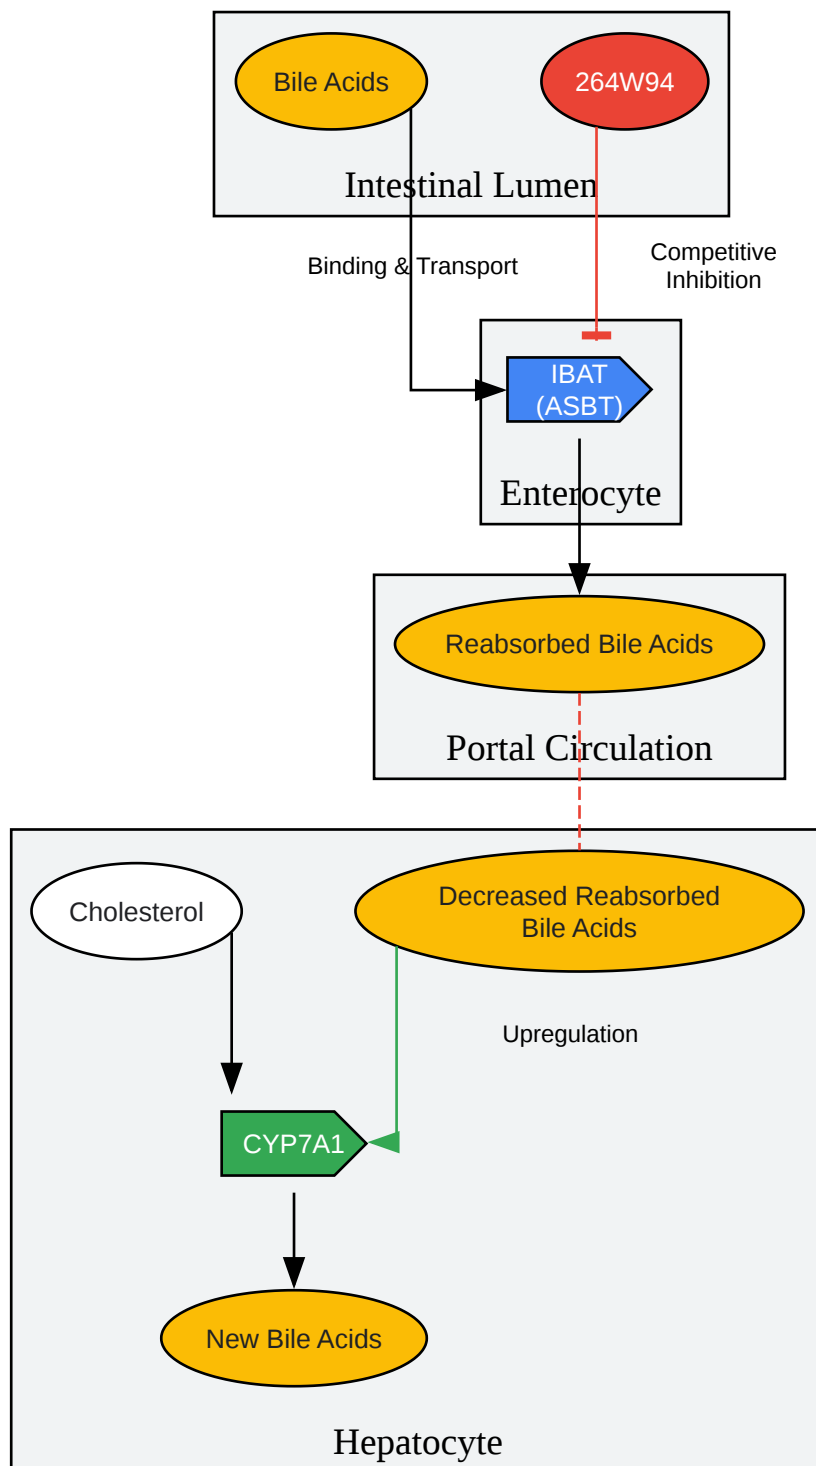 Bile Acids
264W94
Intestinal Lumen
Binding & Transport
Competitive
Inhibition
IBAT
(ASBT)
Enterocyte
Reabsorbed Bile Acids
Portal Circulation
Cholesterol
Decreased Reabsorbed
Bile Acids
Upregulation
CYP7A1
New Bile Acids
Hepatocyte